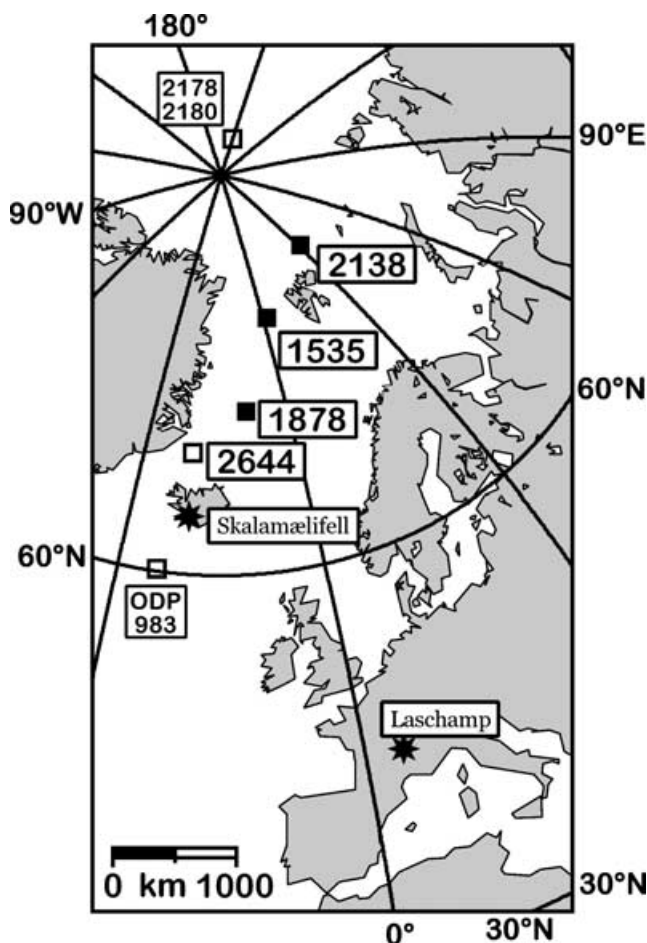 180°
2178
2180
90°E
90°W
2138
1535
60°N
1878
2644
Skalamælifell
60°N
ODP
983
Laschamp
0 km 1000
30°N
0°
30°N